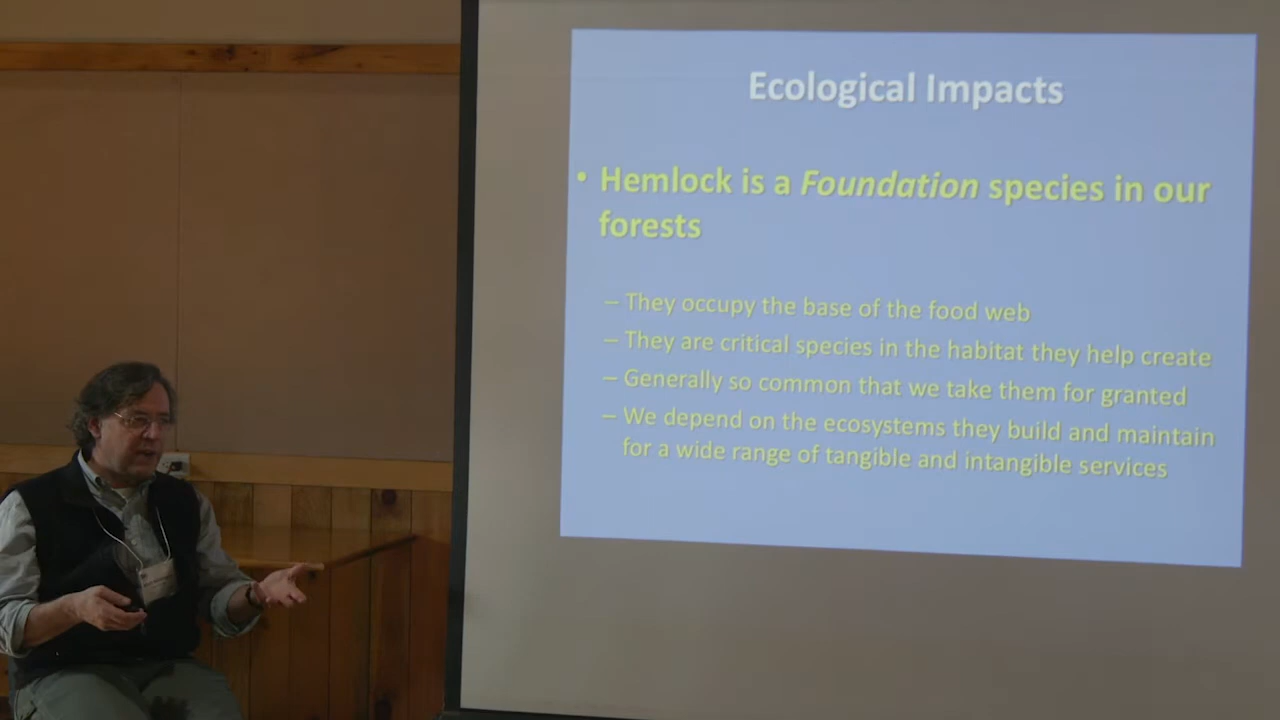 Ecological Impacts
• Hemlock is a Foundation species in our
forests
– They occupy the base of the food web
– They are critical species in the habitat they help create
– Generally so common that we take them for granted
– We depend on the ecosystems they build and maintain
for a wide range of tangible and intangible services